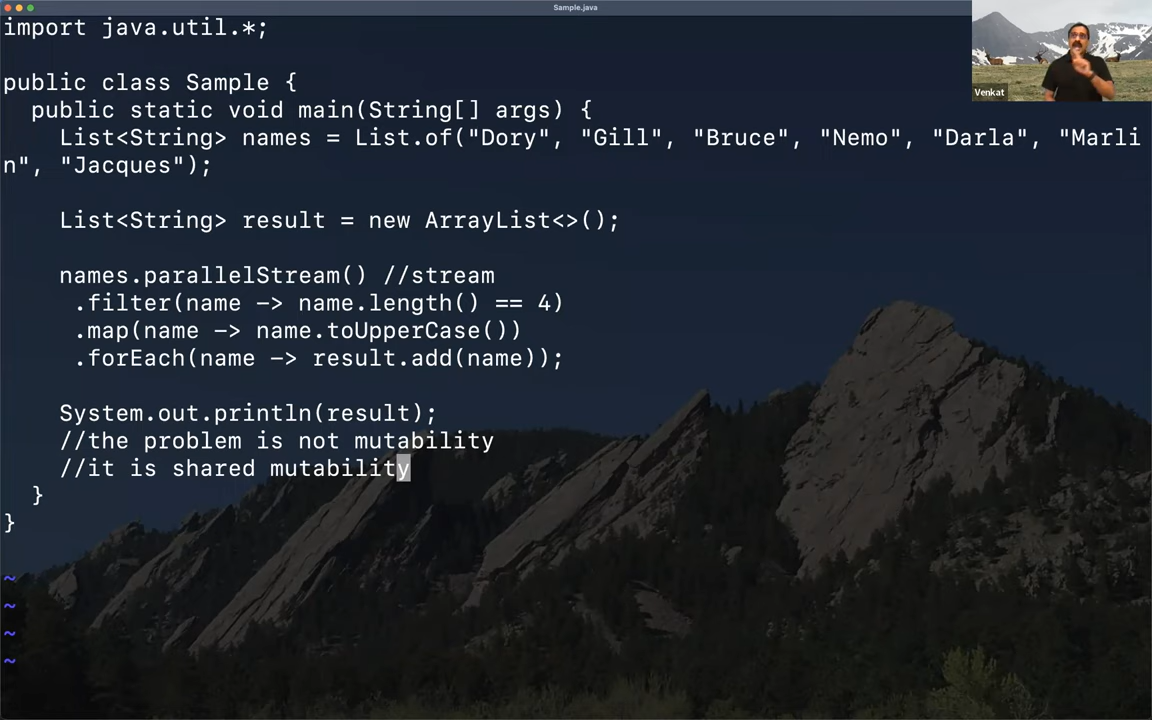 Sample.java
import java.util.*;
Venkat
public class Sample {
public static void main(String[] args) {
List<String> names = List.of("Dory", "Gill", "Bruce", "Nemo", "Darla", "Marli
n", "Jacques");
List<String> result = new ArrayList<>();
names.parallelStream() //stream
.filter(name -> name.length() == 4)
.map(name -> name.toUpperCase())
.forEach(name -> result.add(name));
System.out.println(result);
//the problem is not mutability
//it is shared mutability
}
}
~
~
~
~